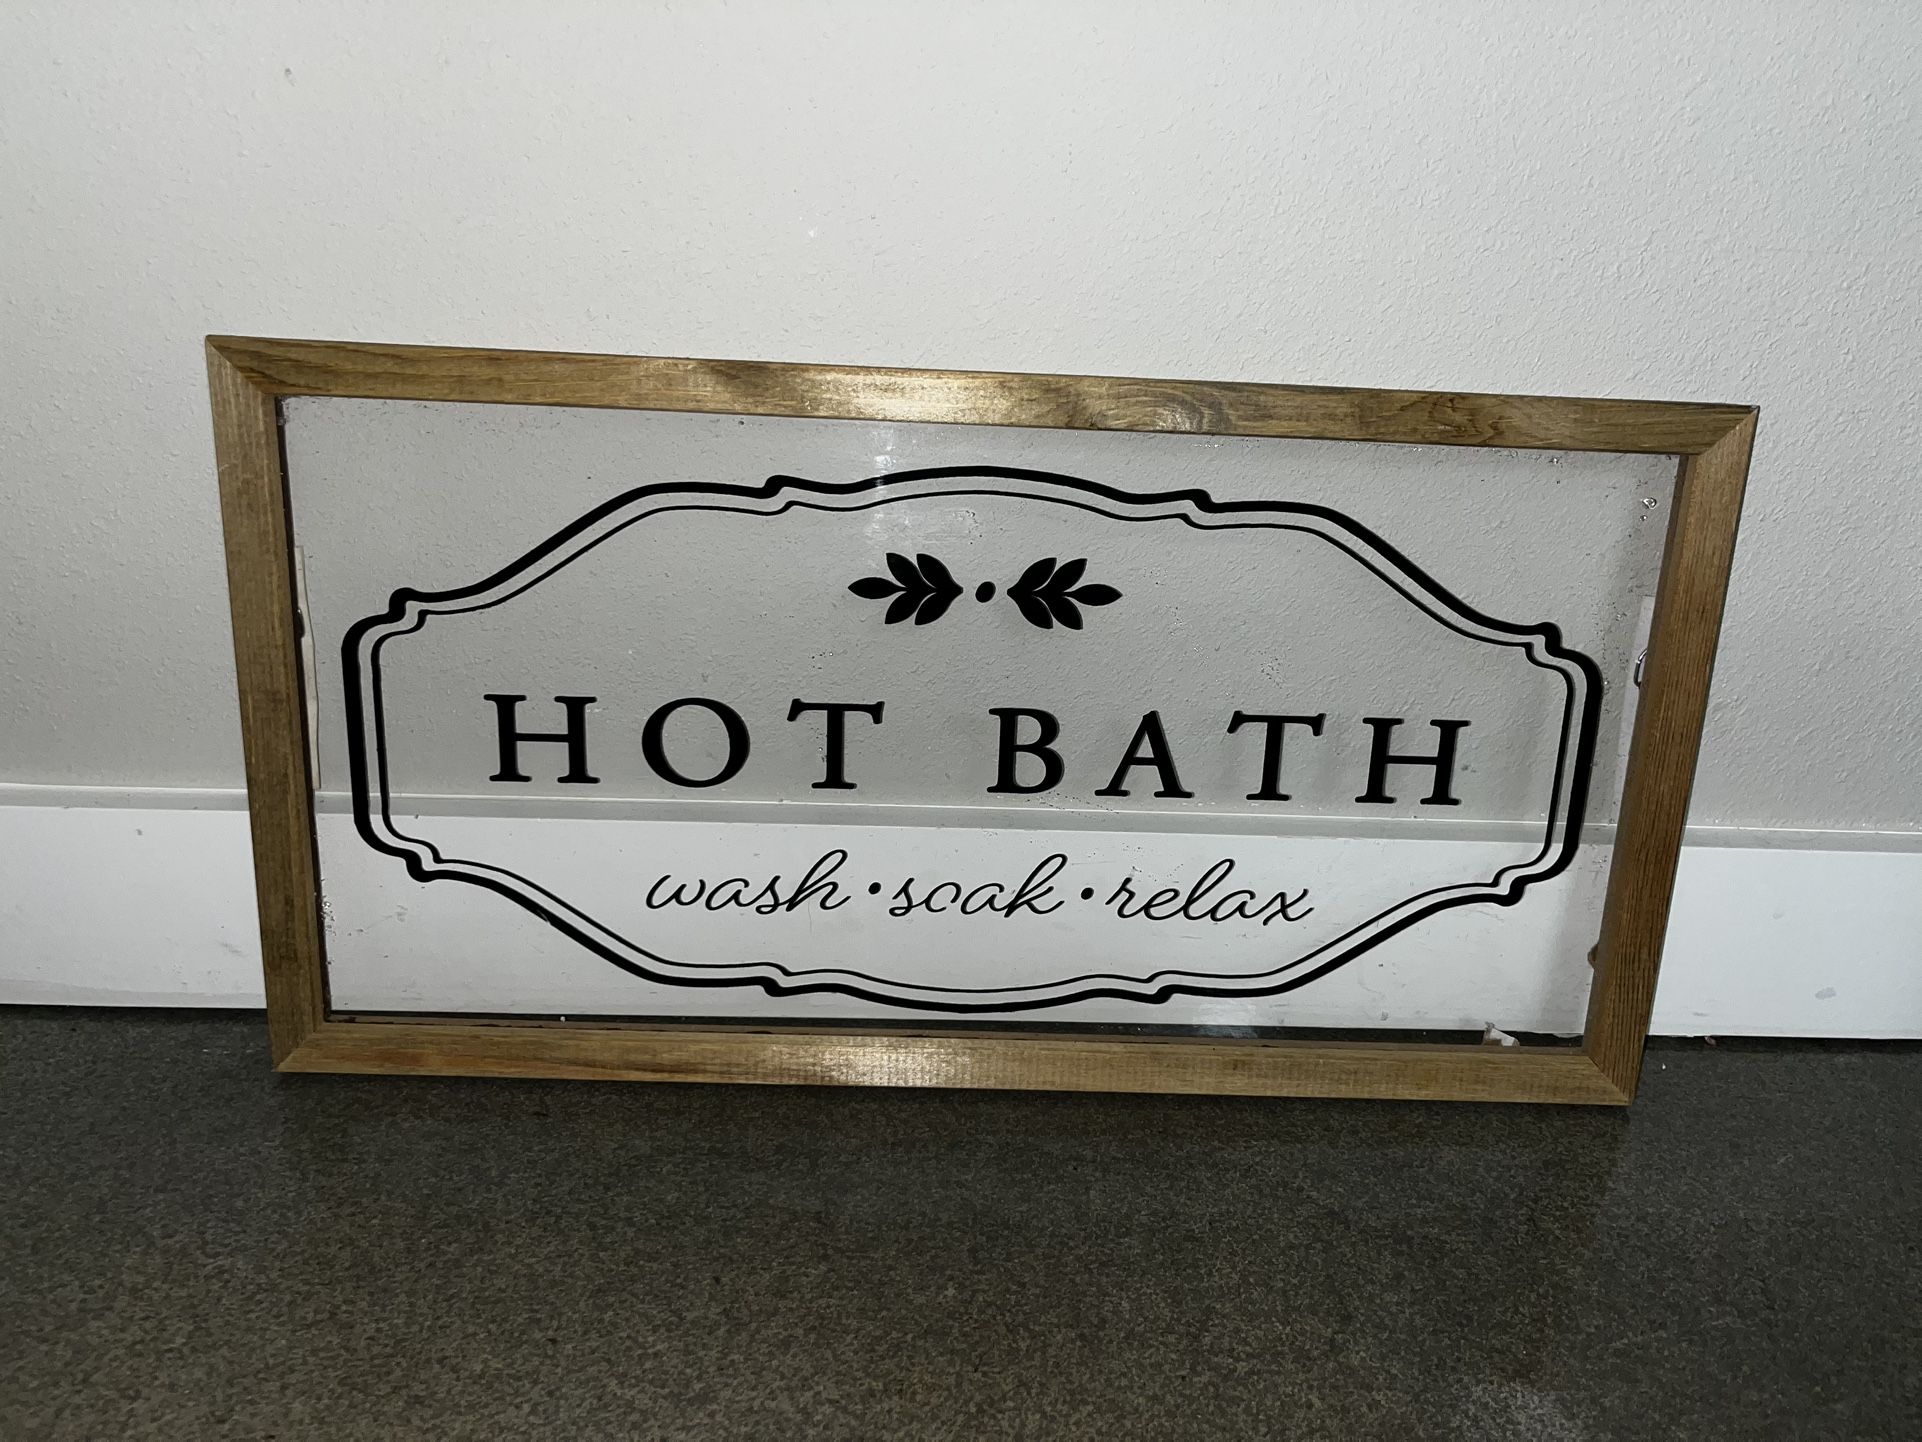 HOT BATH
wash • soak • relax